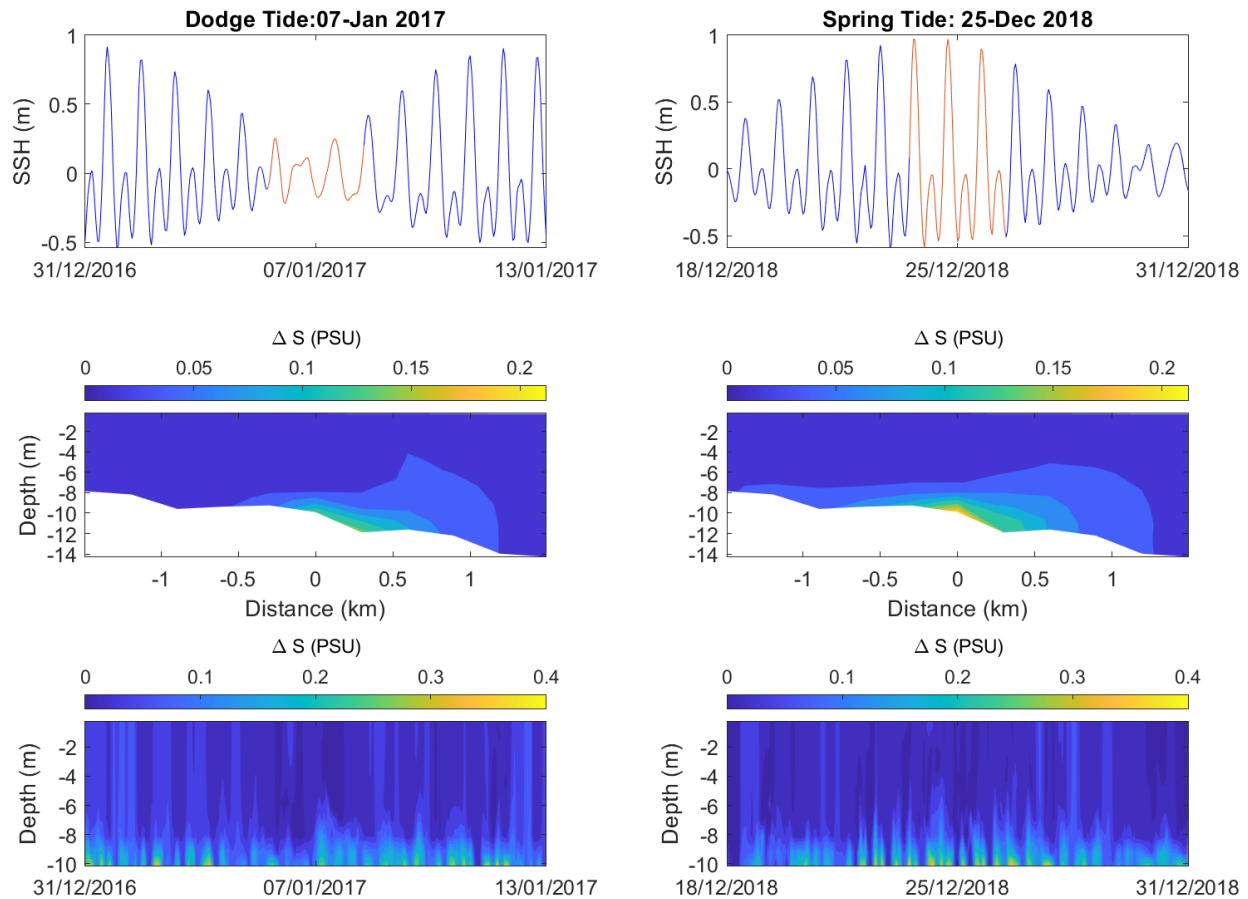 Dodge Tide:07-Jan 2017
SSH (m)
1
0.5
0
-0.5
31/12/2016 07/01/2017 13/01/2017
Spring Tide: 25-Dec 2018
SSH (m)
1
0.5
0
-0.5
18/12/2018 25/12/2018 31/12/2018
Δ S (PSU)
0 0.05 0.1 0.15 0.2
Depth (m)
-2
-4
-6
-8
-10
-12
-14
-1 -0.5 0 0.5 1
Distance (km)
Δ S (PSU)
0 0.05 0.1 0.15 0.2
Depth (m)
-2
-4
-6
-8
-10
-12
-14
-1 -0.5 0 0.5 1
Distance (km)
Δ S (PSU)
0 0.1 0.2 0.3 0.4
Depth (m)
-2
-4
-6
-8
-10
31/12/2016 07/01/2017 13/01/2017
Δ S (PSU)
0 0.1 0.2 0.3 0.4
Depth (m)
-2
-4
-6
-8
-10
18/12/2018 25/12/2018 31/12/2018